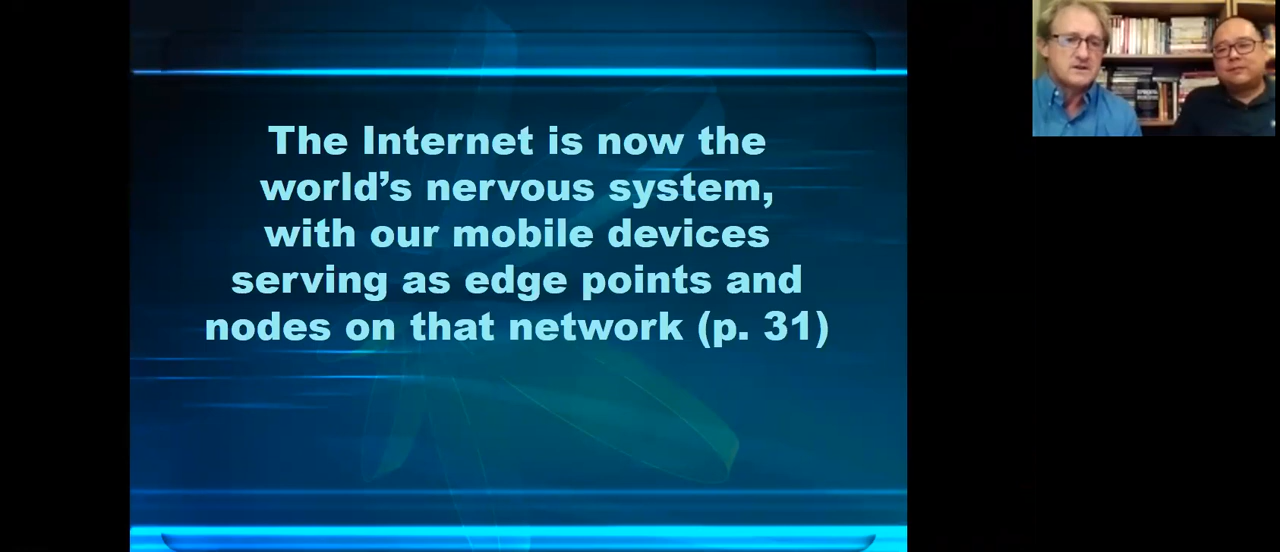 The Internet is now the
world’s nervous system,
with our mobile devices
serving as edge points and
nodes on that network (p. 31)